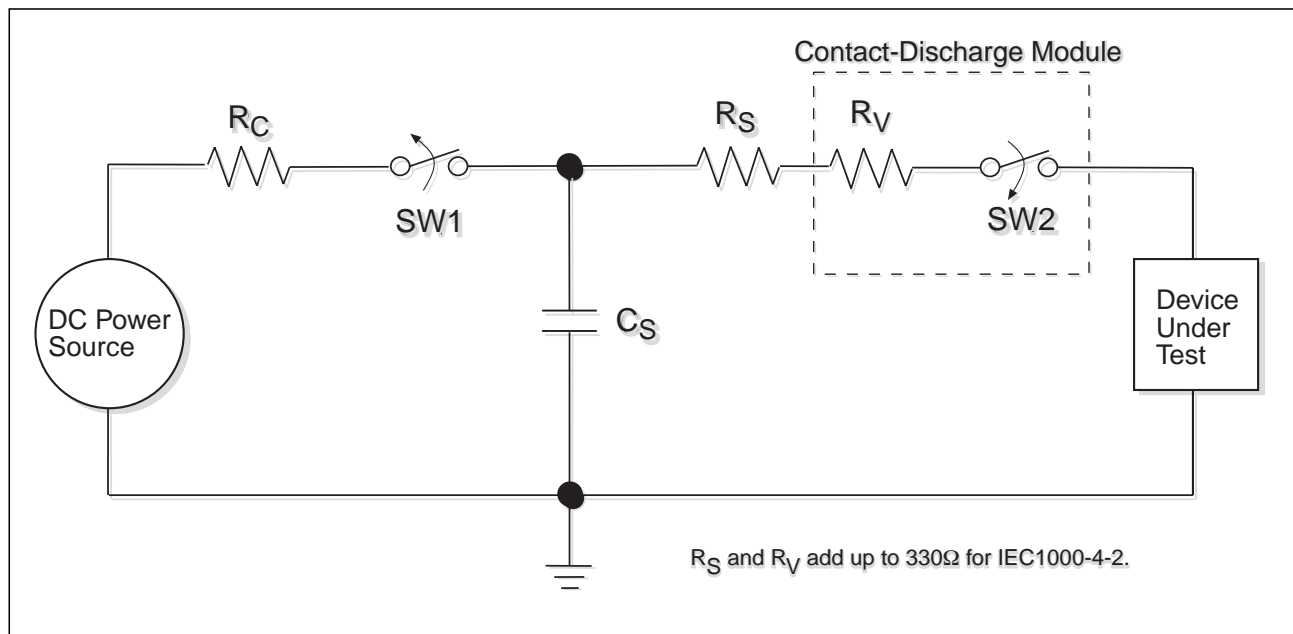 Contact-Discharge Module
RC
RS
RV
SW1
SW2
DC Power
Source
CS
Device
Under
Test
RS and RV add up to 330Ω for IEC1000-4-2.